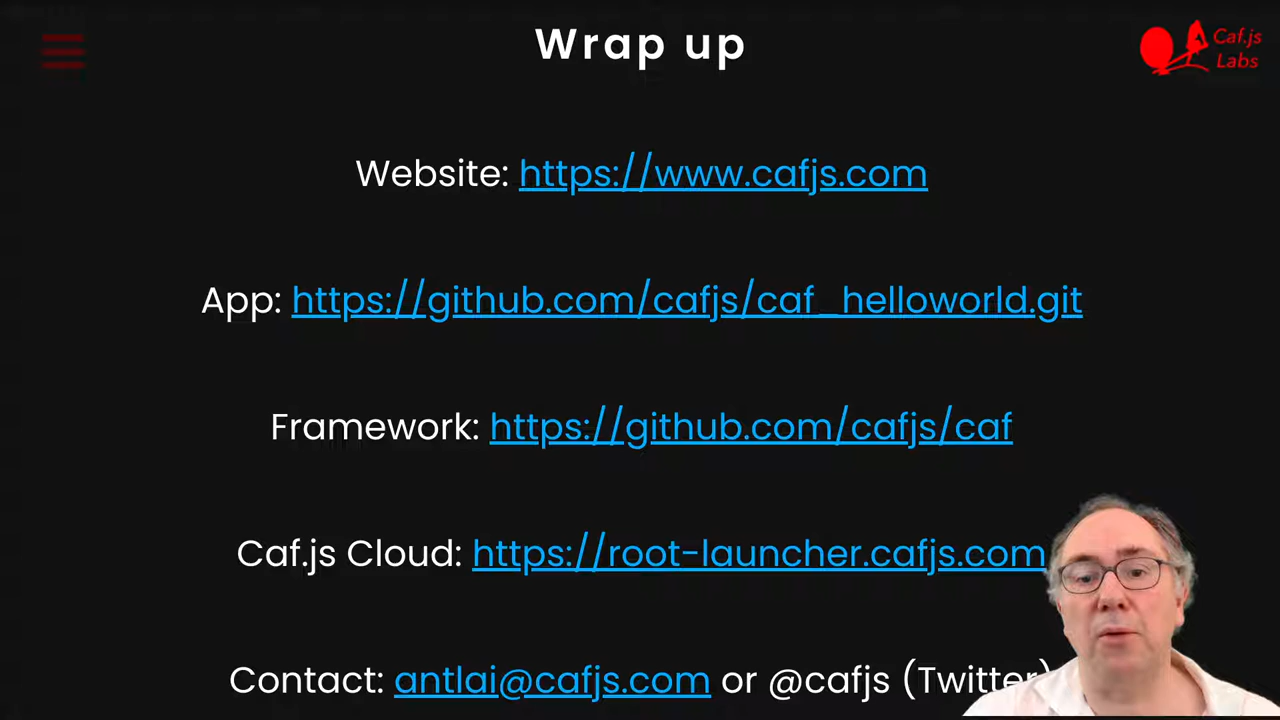 Wrap up
Caf.js
Labs
Website: https://www.cafjs.com
App: https://github.com/cafjs/caf_helloworld.git
Framework: https://github.com/cafjs/caf
Caf.js Cloud: https://root-launcher.cafjs.com
Contact: antlai@cafjs.com or @cafjs (Twitter)